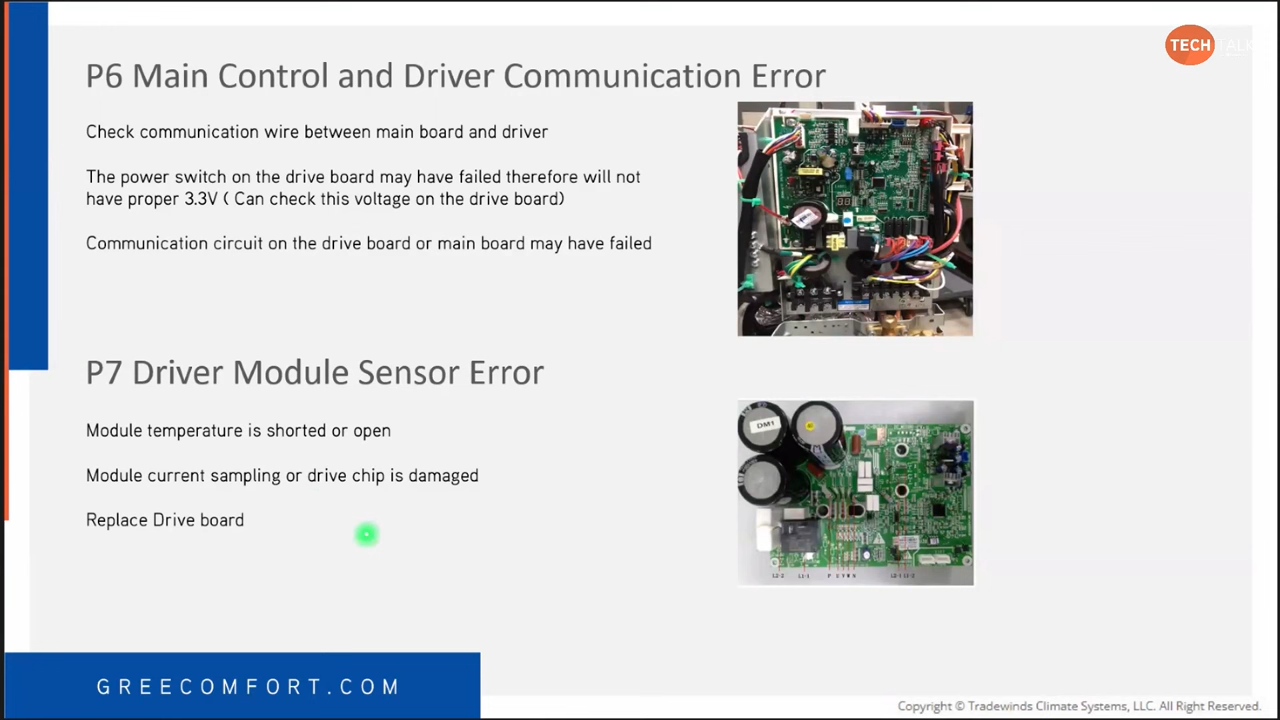 TECH TALK
P6 Main Control and Driver Communication Error
Check communication wire between main board and driver
The power switch on the drive board may have failed therefore will not
have proper 3.3V ( Can check this voltage on the drive board)
Communication circuit on the drive board or main board may have failed
P7 Driver Module Sensor Error
Module temperature is shorted or open
DM1
Module current sampling or drive chip is damaged
Replace Drive board
GREECOMFORT.COM
Copyright © Tradewinds Climate Systems, LLC. All Right Reserved.